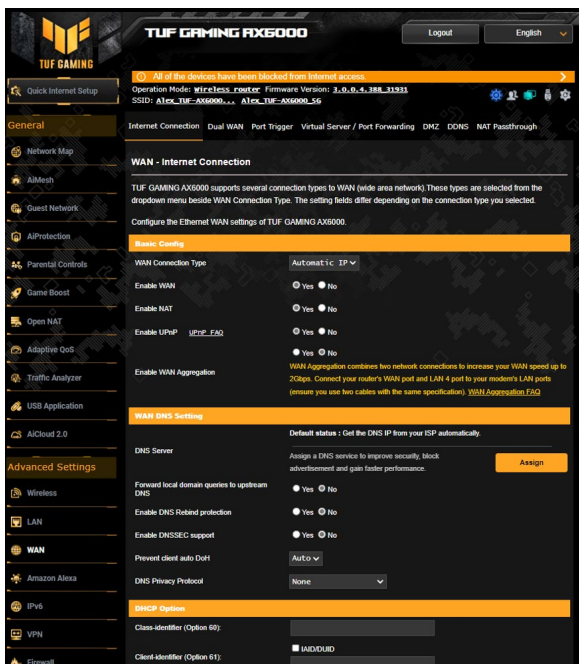 TUF GAMING
TUF GAMING AX6000
Logout
English
All of the devices have been blocked from Internet access.
Quick Internet Setup
Operation Mode: Wireless router Firmware Version: 3.0.0.4.388_31931
SSID: Alex_TUF-AX6000... Alex_TUF-AX6000_5G
General
Internet Connection Dual WAN Port Trigger Virtual Server / Port Forwarding DMZ DDNS NAT Passthrough
Network Map
AiMesh
Guest Network
AiProtection
Parental Controls
Game Boost
Open NAT
Adaptive QoS
Traffic Analyzer
USB Application
AiCloud 2.0
Advanced Settings
Wireless
LAN
WAN
Amazon Alexa
IPv6
VPN
Firewall
WAN - Internet Connection
TUF GAMING AX6000 supports several connection types to WAN (wide area network).These types are selected from the
dropdown menu beside WAN Connection Type. The setting fields differ depending on the connection type you selected.
Configure the Ethernet WAN settings of TUF GAMING AX6000.
Basic Config
WAN Connection Type Automatic IP
Enable WAN Yes No
Enable NAT Yes No
Enable UPnP UPnP FAQ Yes No
Enable WAN Aggregation Yes No
WAN Aggregation combines two network connections to increase your WAN speed up to
2Gbps. Connect your router's WAN port and LAN 4 port to your modem's LAN ports
(ensure you use two cables with the same specification). WAN Aggregation FAQ
WAN DNS Setting
DNS Server
Default status : Get the DNS IP from your ISP automatically.
Assign a DNS service to improve security, block
advertisement and gain faster performance.
Assign
Forward local domain queries to upstream
DNS
Yes No
Enable DNS Rebind protection Yes No
Enable DNSSEC support Yes No
Prevent client auto DoH Auto
DNS Privacy Protocol None
DHCP Option
Class-identifier (Option 60):
IAID/DUID
Client-identifier (Option 61):